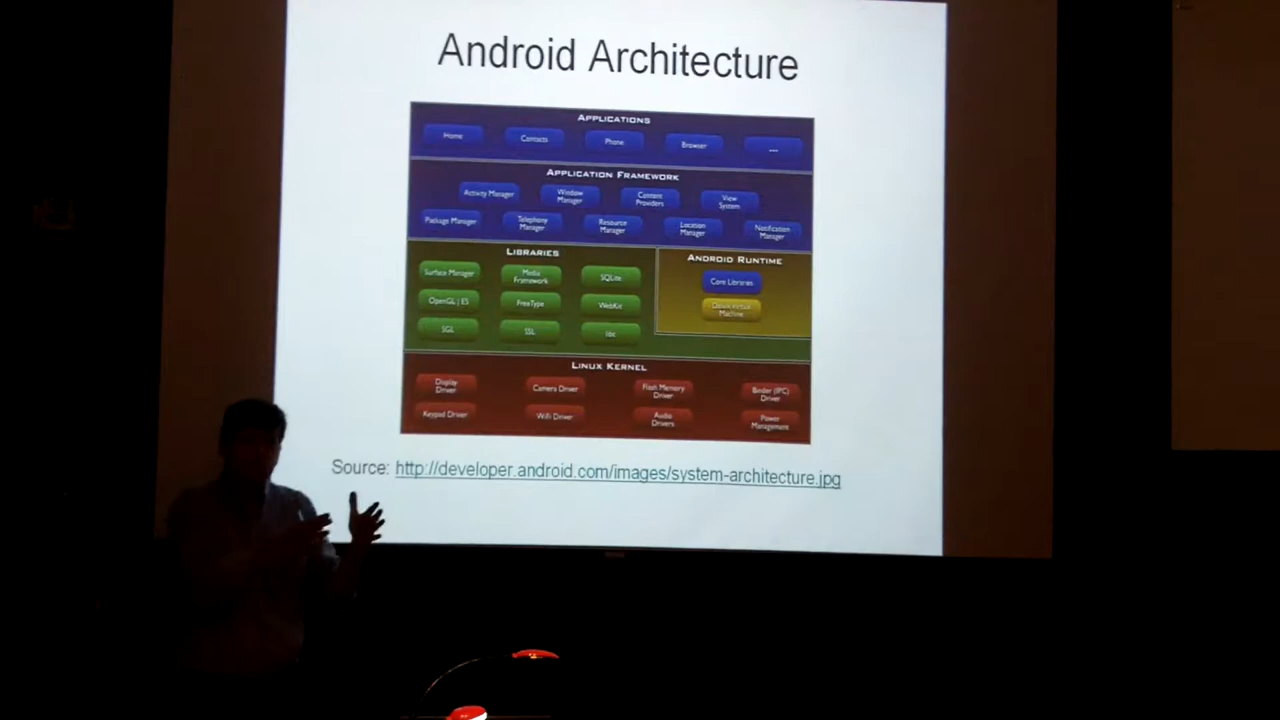 Android Architecture
APPLICATIONS
Home
Contacts
Phone
Browser
...
APPLICATION FRAMEWORK
Activity Manager
Window
Manager
Content
Providers
View
System
Package Manager
Telephony
Manager
Resource
Manager
Location
Manager
Notification
Manager
LIBRARIES
Surface Manager
Media
Framework
SQLite
OpenGL | ES
FreeType
WebKit
SGL
SSL
libc
ANDROID RUNTIME
Core Libraries
Dalvik Virtual
Machine
LINUX KERNEL
Display
Driver
Camera Driver
Flash Memory
Driver
Binder (IPC)
Driver
Keypad Driver
WiFi Driver
Audio
Drivers
Power
Management
Source: http://developer.android.com/images/system-architecture.jpg